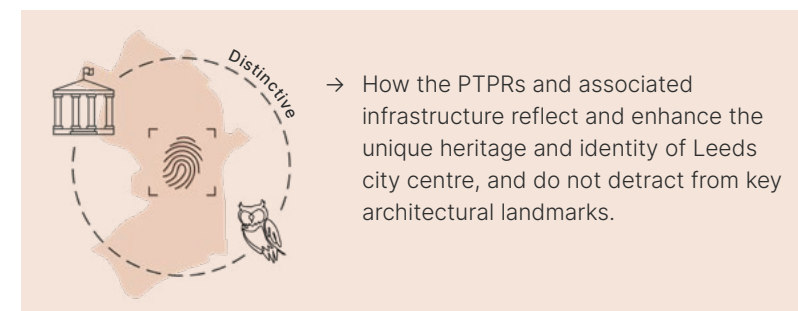 Distinctive
→ How the PTPRs and associated
infrastructure reflect and enhance the
unique heritage and identity of Leeds
city centre, and do not detract from key
architectural landmarks.